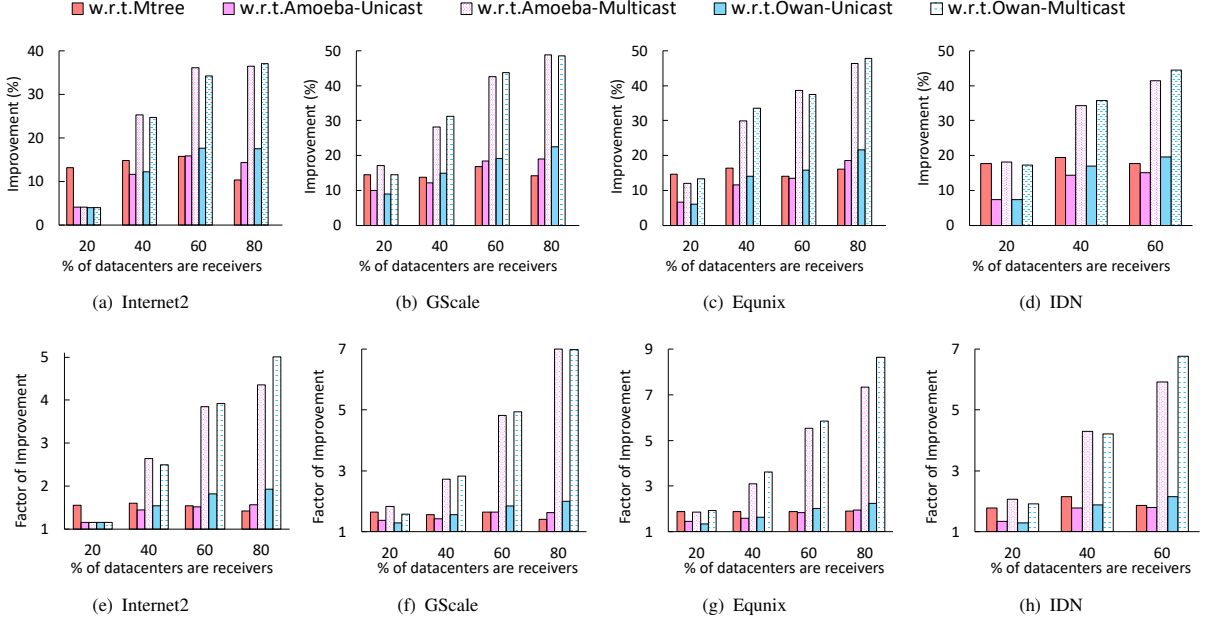 w.r.t.Mtree w.r.t.Amoeba-Unicast w.r.t.Amoeba-Multicast w.r.t.Owan-Unicast w.r.t.Owan-Multicast
Improvement (%)
40
30
20
10
0
20 40 60 80
% of datacenters are receivers
(a) Internet2
Improvement (%)
50
40
30
20
10
0
20 40 60 80
% of datacenters are receivers
(b) GScale
Improvement (%)
50
40
30
20
10
0
20 40 60 80
% of datacenters are receivers
(c) Equnix
Improvement (%)
50
40
30
20
10
0
20 40 60
% of datacenters are receivers
(d) IDN
Factor of Improvement
5
4
3
2
1
20 40 60 80
% of datacenters are receivers
(e) Internet2
Factor of Improvement
7
5
3
1
20 40 60 80
% of datacenters are receivers
(f) GScale
Factor of Improvement
9
7
5
3
1
20 40 60 80
% of datacenters are receivers
(g) Equnix
Factor of Improvement
7
5
3
1
20 40 60
% of datacenters are receivers
(h) IDN